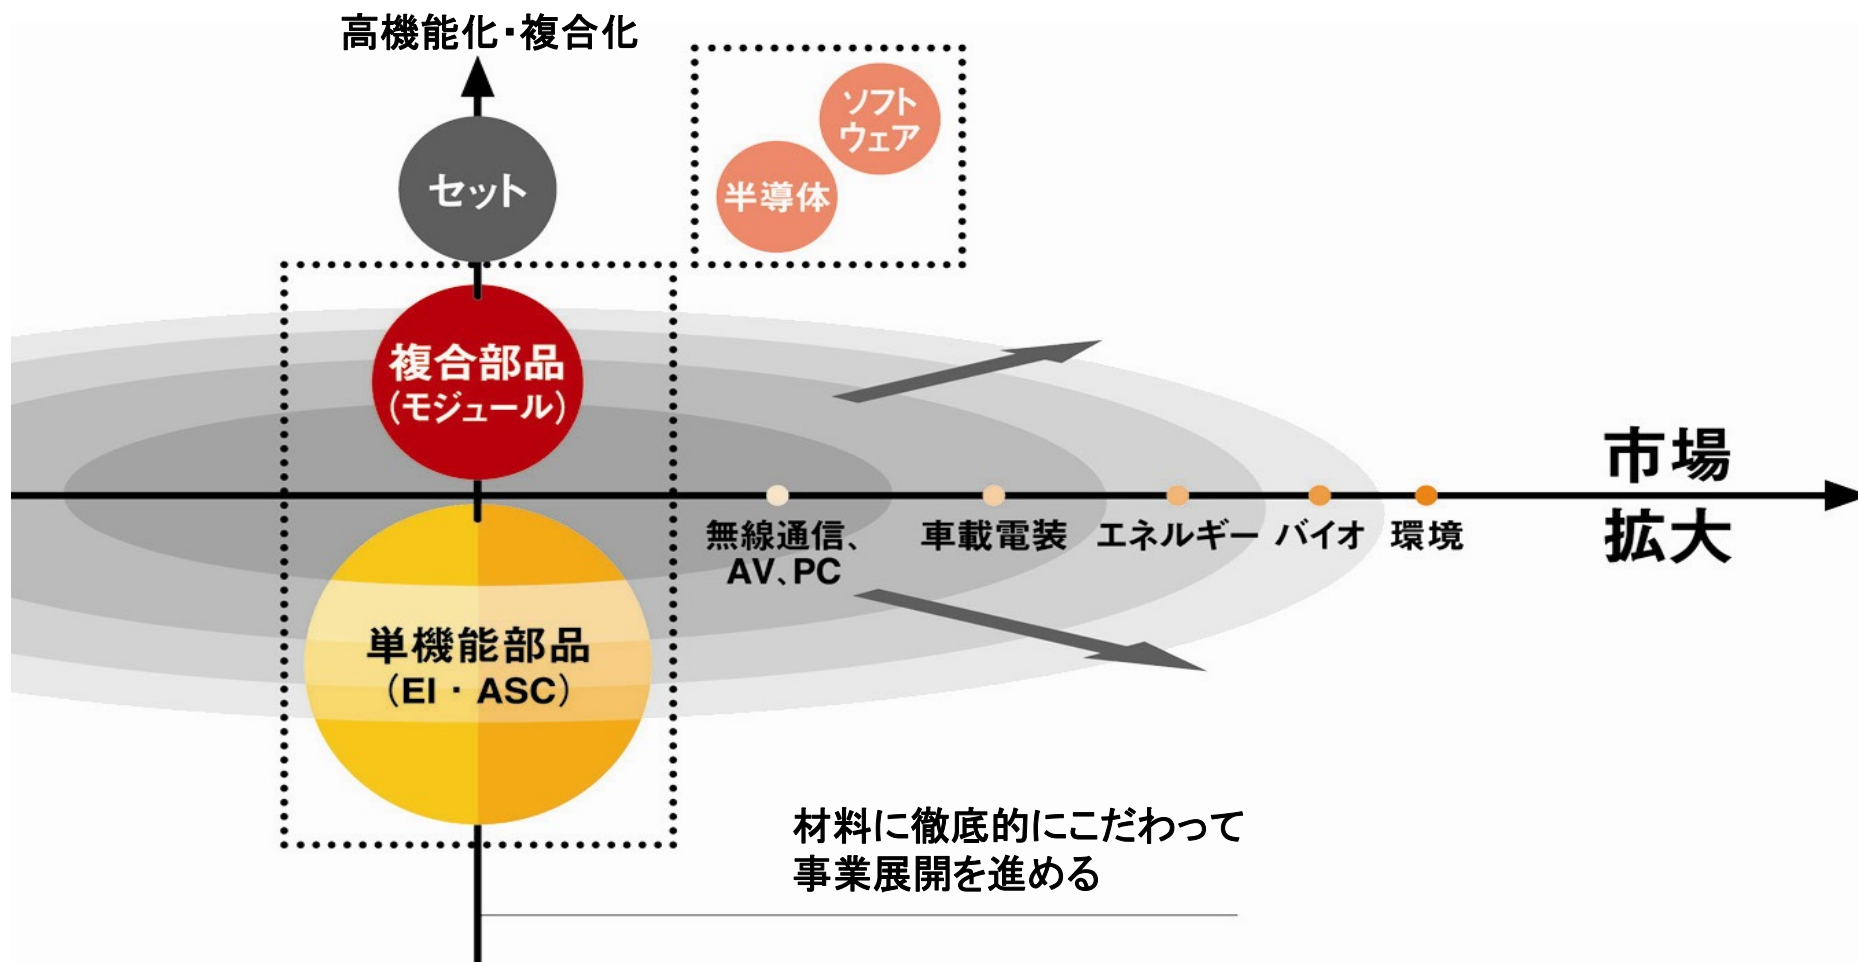 高機能化・複合化
ソフト
ウェア
セット
半導体
複合部品
(モジュール)
市場
拡大
無線通信、
AV、PC
車載電装
エネルギー
バイオ
環境
単機能部品
(EI・ASC)
材料に徹底的にこだわって
事業展開を進める